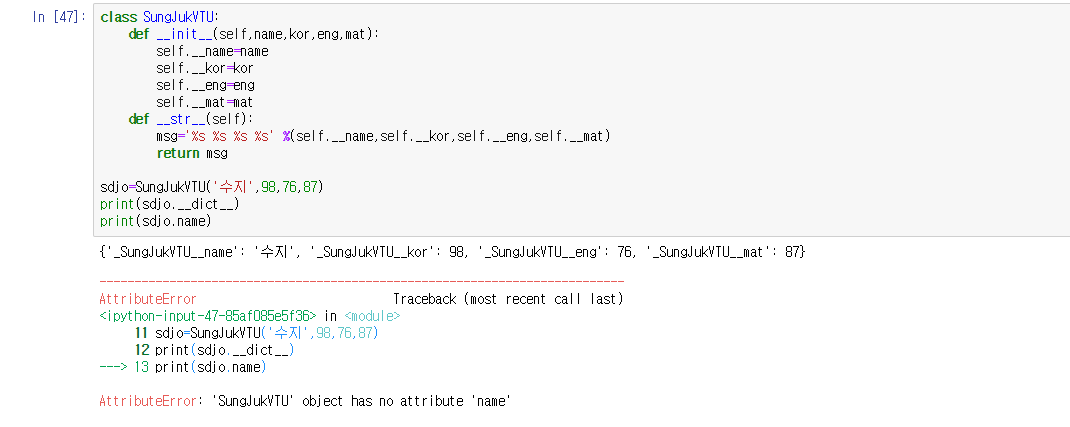 In [47]:
class SungJukVTU:
    def __init__(self,name,kor,eng,mat):
        self.__name=name
        self.__kor=kor
        self.__eng=eng
        self.__mat=mat
    def __str__(self):
        msg='%s %s %s %s' %(self.__name,self.__kor,self.__eng,self.__mat)
        return msg
sdjo=SungJukVTU('수지',98,76,87)
print(sdjo.__dict__)
print(sdjo.name)
{'_SungJukVTU__name': '수지', '_SungJukVTU__kor': 98, '_SungJukVTU__eng': 76, '_SungJukVTU__mat': 87}
---------------------------------------------------------------------------
AttributeError                            Traceback (most recent call last)
<ipython-input-47-85af085e5f36> in <module>
     11 sdjo=SungJukVTU('수지',98,76,87)
     12 print(sdjo.__dict__)
---> 13 print(sdjo.name)
AttributeError: 'SungJukVTU' object has no attribute 'name'